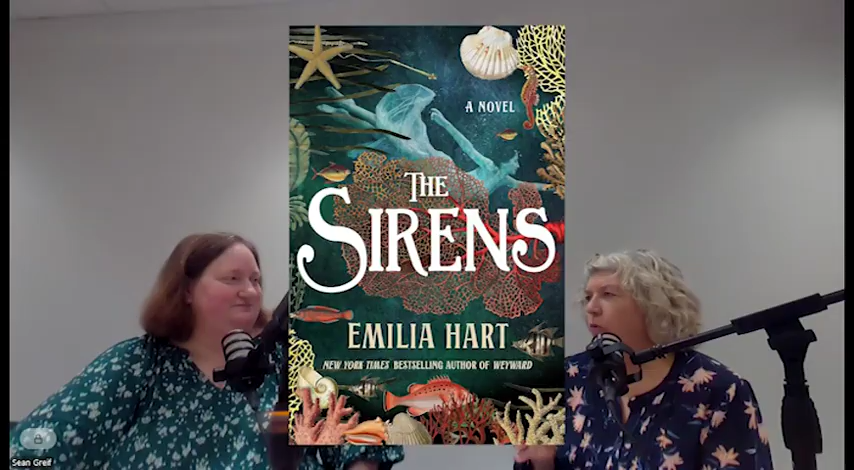 A NOVEL
THE
SIRENS
EMILIA HART
NEW YORK TIMES BESTSELLING AUTHOR OF WEYWARD
Sean Greif